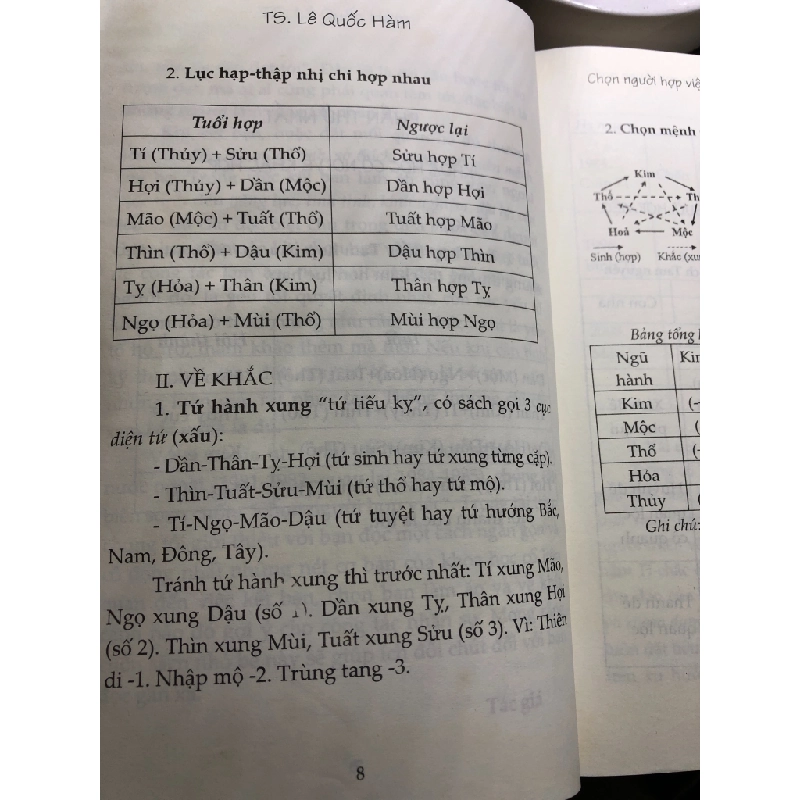 TS. Lê Quốc Hàm
2. Lục hạp-thập nhị chi hợp nhau
Tuổi hợp Ngược lại
Tí (Thủy) + Sửu (Thổ) Sửu hợp Tí
Hợi (Thủy) + Dần (Mộc) Dần hợp Hợi
Mão (Mộc) + Tuất (Thổ) Tuất hợp Mão
Thìn (Thổ) + Dậu (Kim) Dậu hợp Thìn
Tỵ (Hỏa) + Thân (Kim) Thân hợp Tỵ
Ngọ (Hỏa) + Mùi (Thổ) Mùi hợp Ngọ
II. VỀ KHẮC
1. Tứ hành xung "tứ tiếu kỵ", có sách gọi 3 cục
diện tứ (xấu):
- Dần-Thân-Tỵ-Hợi (tứ sinh hay tứ xung từng cặp).
- Thìn-Tuất-Sửu-Mùi (tứ thổ hay tứ mộ).
- Tí-Ngọ-Mão-Dậu (tứ tuyệt hay tứ hướng Bắc,
Nam, Đông, Tây).
Tránh tứ hành xung thì trước nhất: Tí xung Mão,
Ngọ xung Dậu (số 1). Dần xung Tỵ, Thân xung Hợi
(số 2). Thìn xung Mùi, Tuất xung Sửu (số 3). Vì: Thiên
di -1. Nhập mộ -2. Trùng tang -3.
8
Chọn người hợp việ
2. Chọn mệnh
Kim
Thổ Th
Hoả Mộc
Sinh (hợp) Khắc (xu
Bảng tổng
Ngũ hành Ki
Kim (-
Mộc (
Thổ (-
Hỏa
Thủy (
Ghi chú: